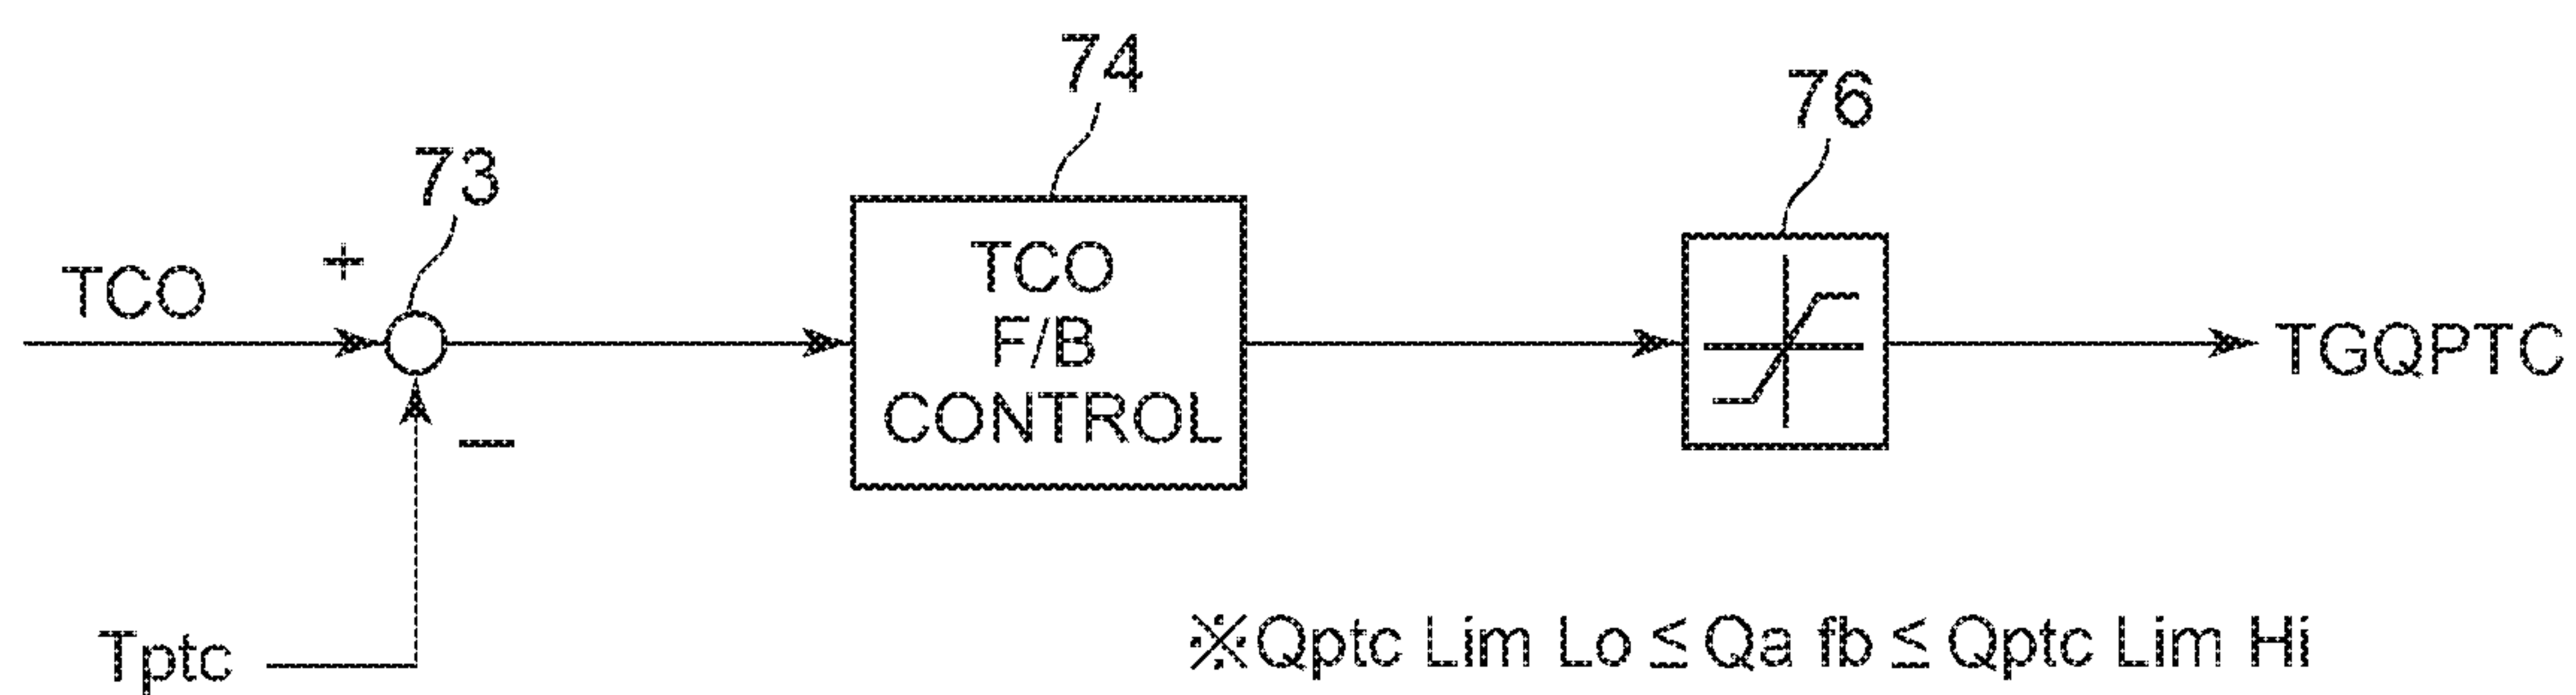 74
76
73
+
TCO
TCO
F/B
CONTROL
TGQPTC
—
Tptc
※Qptc Lim Lo ≤ Qa fb ≤ Qptc Lim Hi